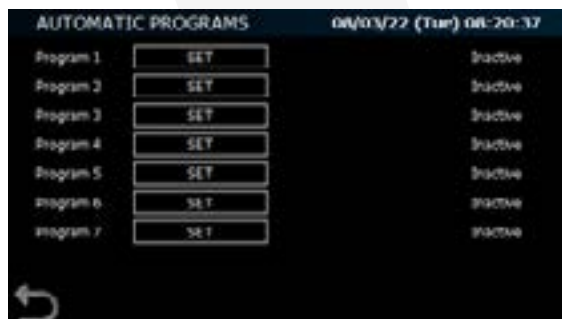 AUTOMATIC PROGRAMS 08/03/22 (Tue) 08:20:37
Program 1 SET Inactive
Program 2 SET Inactive
Program 3 SET Inactive
Program 4 SET Inactive
Program 5 SET Inactive
Program 6 SET Inactive
Program 7 SET Inactive